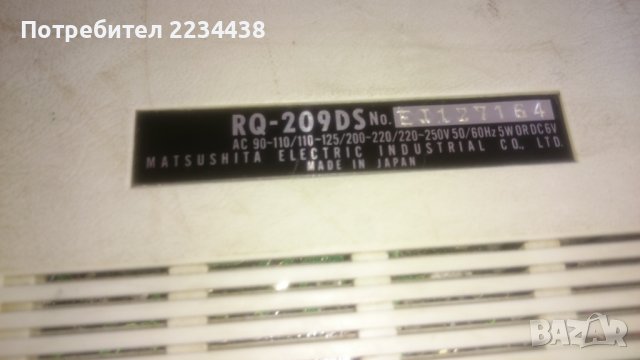 Потребител 2234438
RQ-209DS No. EJ127164
AC 90~110/110~125/200~220/220~250V 50/60Hz 5W OR DC 6V
MATSUSHITA ELECTRIC INDUSTRIAL CO., LTD.
MADE IN JAPAN
BAZAR